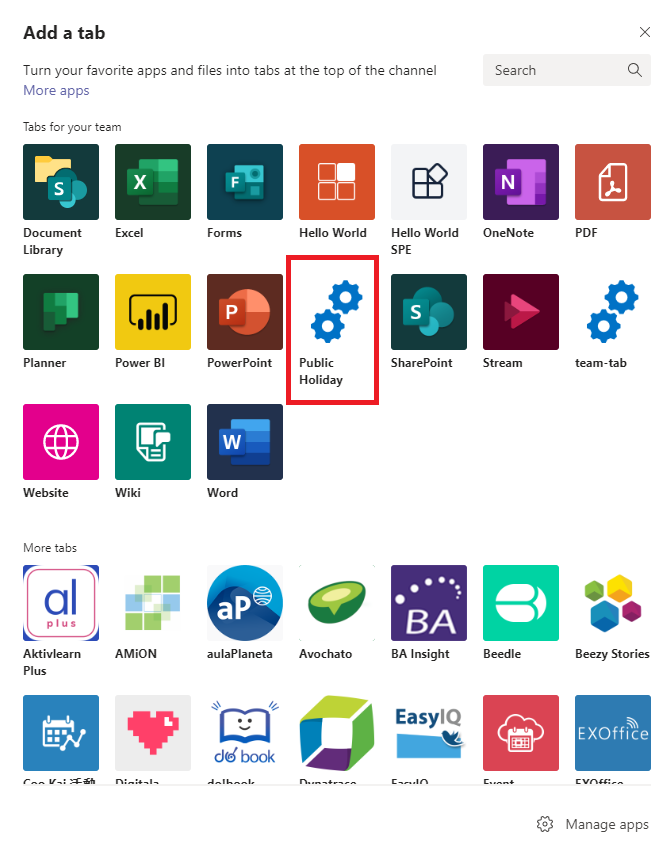 Add a tab
Turn your favorite apps and files into tabs at the top of the channel
Search
More apps
Tabs for your team
S
X
F
N
Document Library
Excel
Forms
Hello World
Hello World SPE
OneNote
PDF
P
S
Planner
Power BI
PowerPoint
Public Holiday
SharePoint
Stream
team-tab
W
Website
Wiki
Word
More tabs
al plus
aP
BA
Aktivlearn Plus
AMiON
aulaPlaneta
Avochato
BA Insight
Beedle
Beezy Stories
do book
EasyIQ
EXOffice
Digitala
dolbook
Dynatrace
EasyIQ
Event
EXOffice
Manage apps